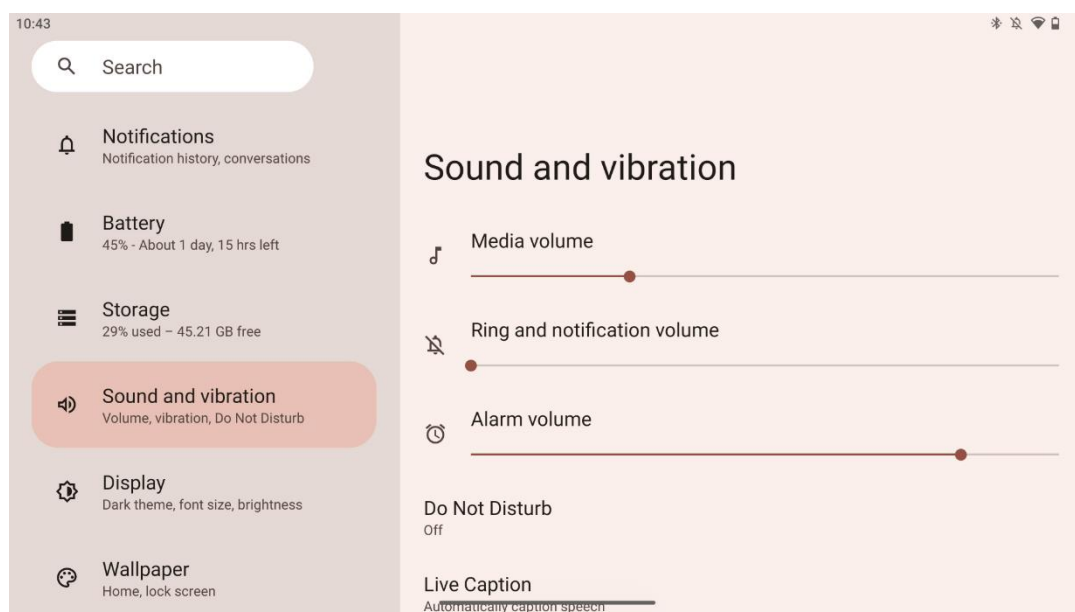 10:43
Search
Notifications
Notification history, conversations
Battery
45% - About 1 day, 15 hrs left
Storage
29% used – 45.21 GB free
Sound and vibration
Volume, vibration, Do Not Disturb
Display
Dark theme, font size, brightness
Wallpaper
Home, lock screen
Sound and vibration
Media volume
Ring and notification volume
Alarm volume
Do Not Disturb
Off
Live Caption
Automatically caption speech